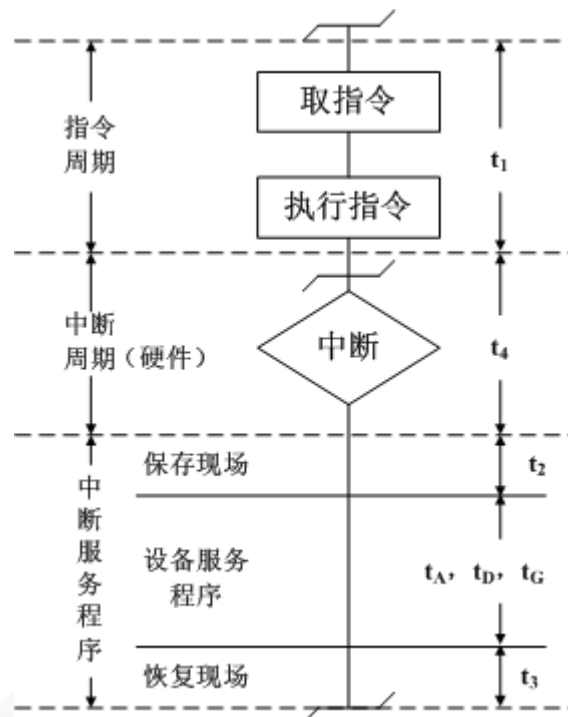 取指令
指令
周期
t1
执行指令
中断
周期（硬件）
中断
t4
保存现场
t2
中
断
服
务
程
序
设备服务
程序
tA, tD, tG
恢复现场
t3